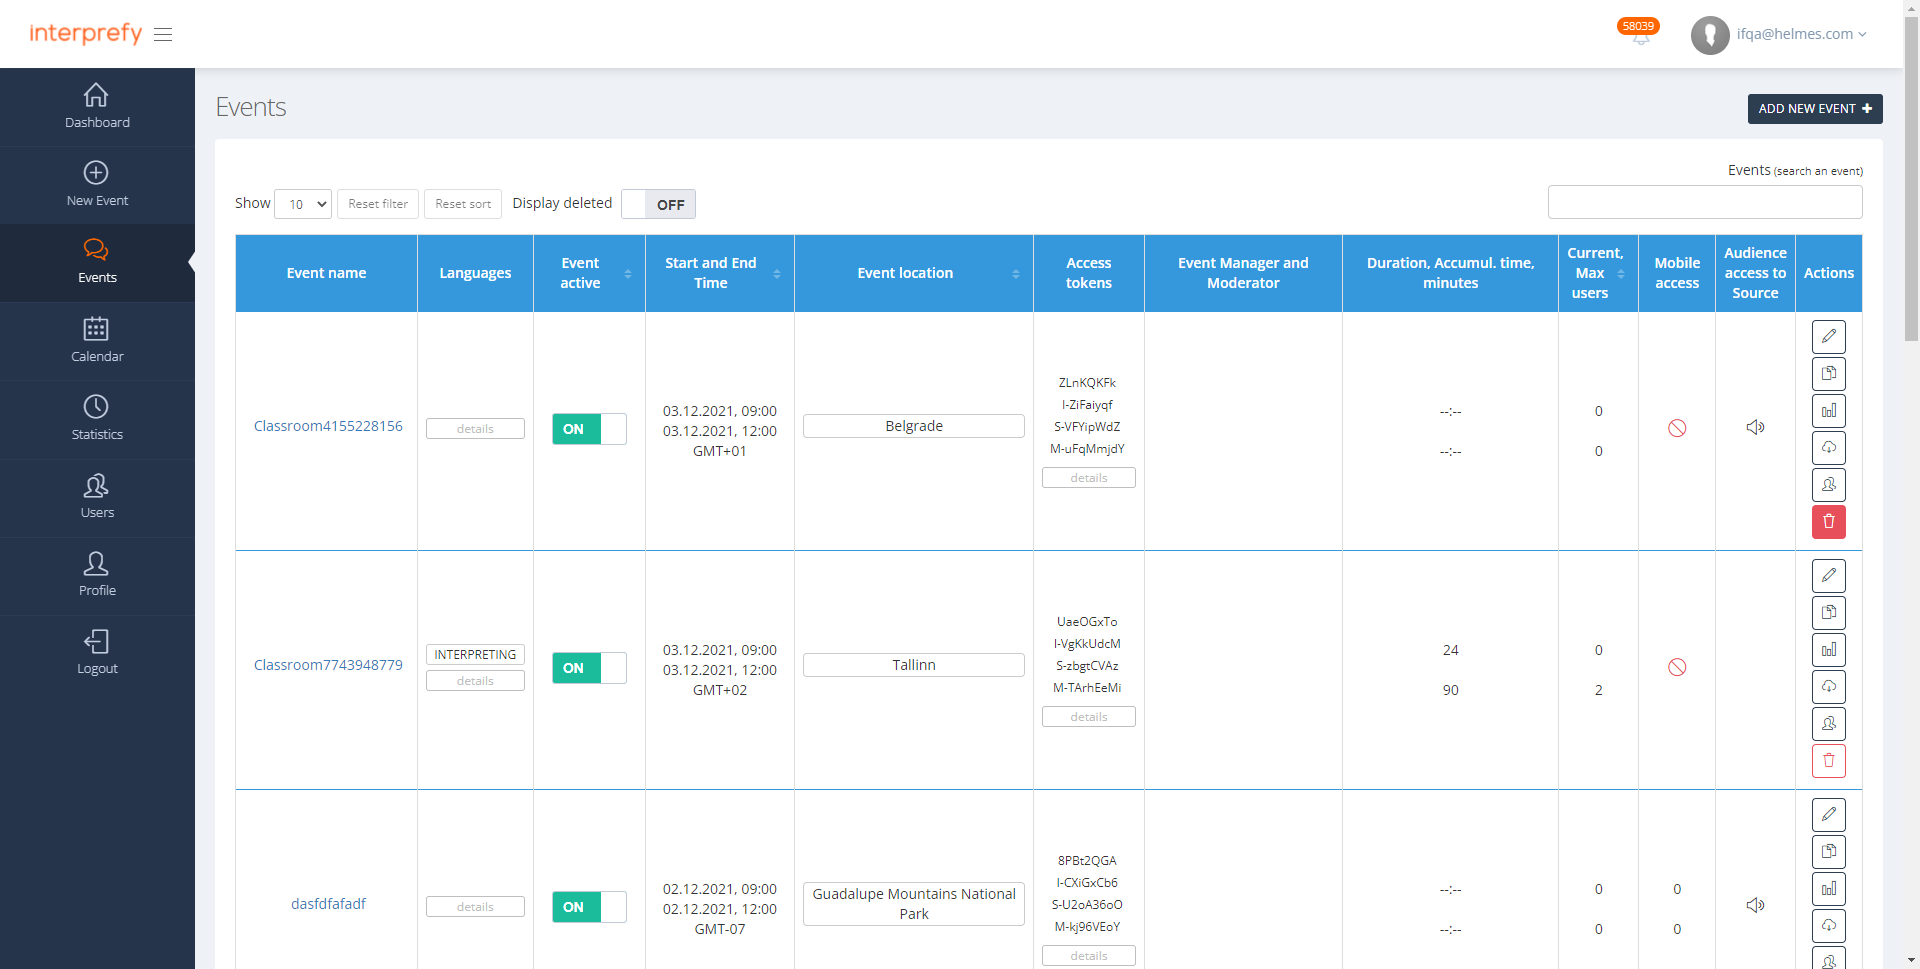 interprefy
58039
ifqa@helmes.com
Dashboard
New Event
Events
Calendar
Statistics
Users
Profile
Logout
Events
ADD NEW EVENT
Events (search an event)
Show 10 Reset filter Reset sort Display deleted OFF
Event name
Languages
Event
active
Start and End
Time
Event location
Access
tokens
Event Manager and
Moderator
Duration, Accumul. time,
minutes
Current,
Max
users
Mobile
access
Audience
access to
Source
Actions
Classroom4155228156
details
ON
03.12.2021, 09:00
03.12.2021, 12:00
GMT+01
Belgrade
ZLnKQKFk
I-ZiFaiyqf
S-VFYipWdZ
M-uFqMmjdY
details
--:--
--:--
0
0
Classroom7743948779
INTERPRETING
details
ON
03.12.2021, 09:00
03.12.2021, 12:00
GMT+02
Tallinn
UaeOGxTo
I-VgKkUdcM
S-zbgtCVAz
M-TArhEeMi
details
24
90
0
2
dasfdfafadf
details
ON
02.12.2021, 09:00
02.12.2021, 12:00
GMT-07
Guadalupe Mountains National
Park
8PBt2QGA
I-CXiGxCb6
S-U2oA36oO
M-kj96VEoY
details
--:--
--:--
0
0
0
0